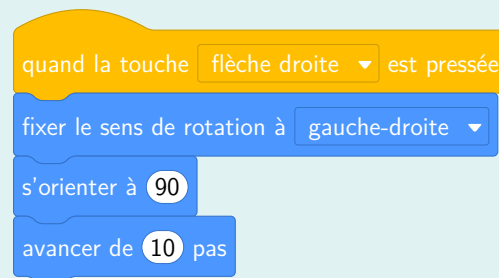 quand la touche flèche droite est pressée
fixer le sens de rotation à gauche-droite
s'orienter à 90
avancer de 10 pas